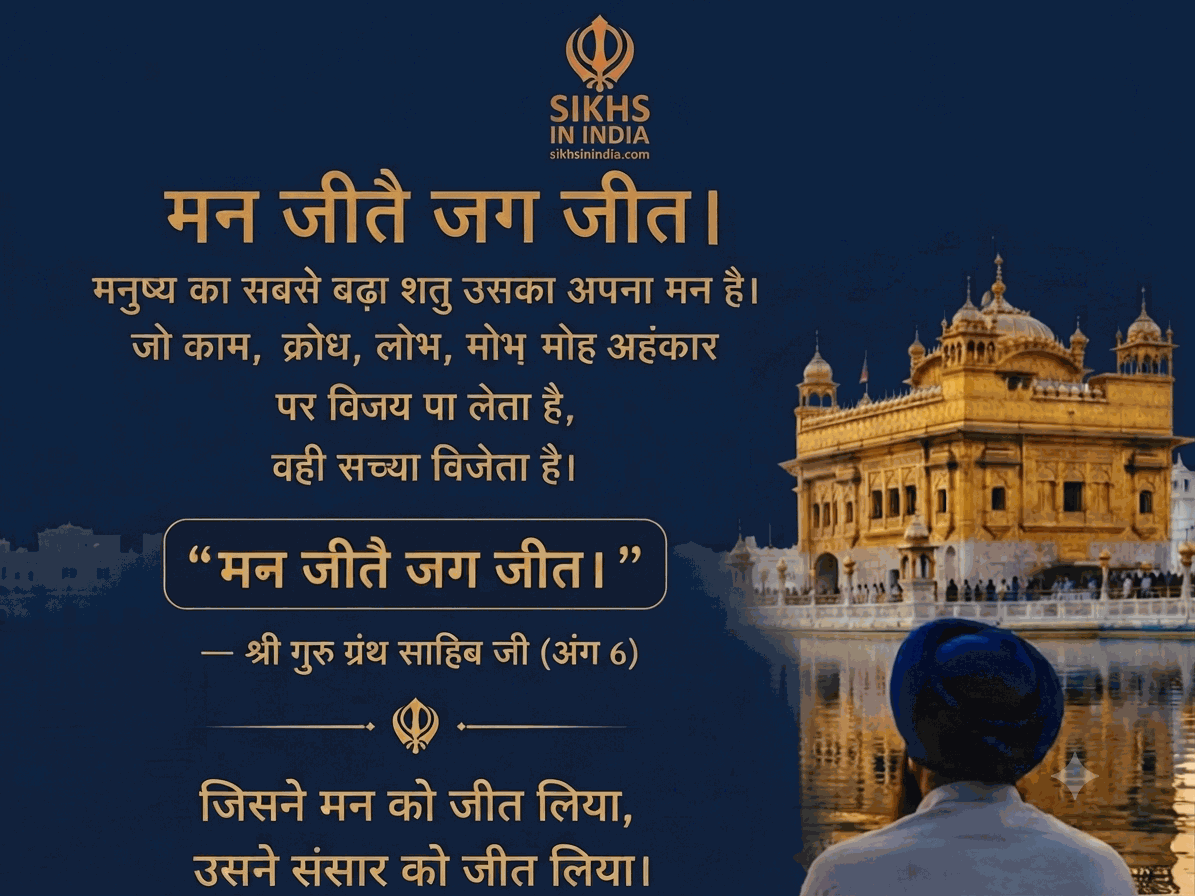 SIKHS
IN INDIA
sikhsinindia.com
मन जीतै जग जीत।
मनुष्य का सबसे बढ़ा शतु उसका अपना मन है।
जो काम, क्रोध, लोभ, मोभ् मोह अहंकार
पर विजय पा लेता है,
वही सच्या विजेता है।
“मन जीतै जग जीत।”
— श्री गुरु ग्रंथ साहिब जी (अंग 6)
जिसने मन को जीत लिया,
उसने संसार को जीत लिया।